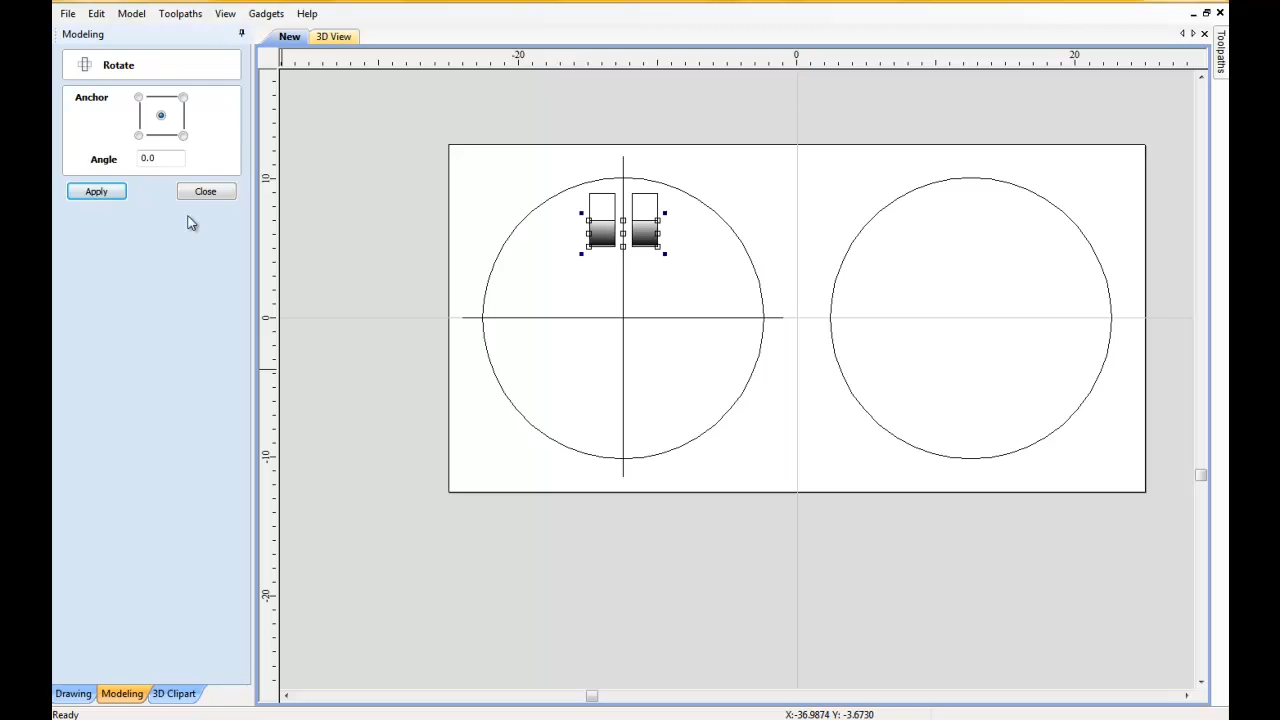 File Edit Model Toolpaths View Gadgets Help
Modeling
New 3D View
Toolpaths
Rotate
-20 0 20
Anchor
Angle 0.0
Apply Close
10
0
-10
-20
Drawing Modeling 3D Clipart
Ready X:-36.9874 Y: -3.6730